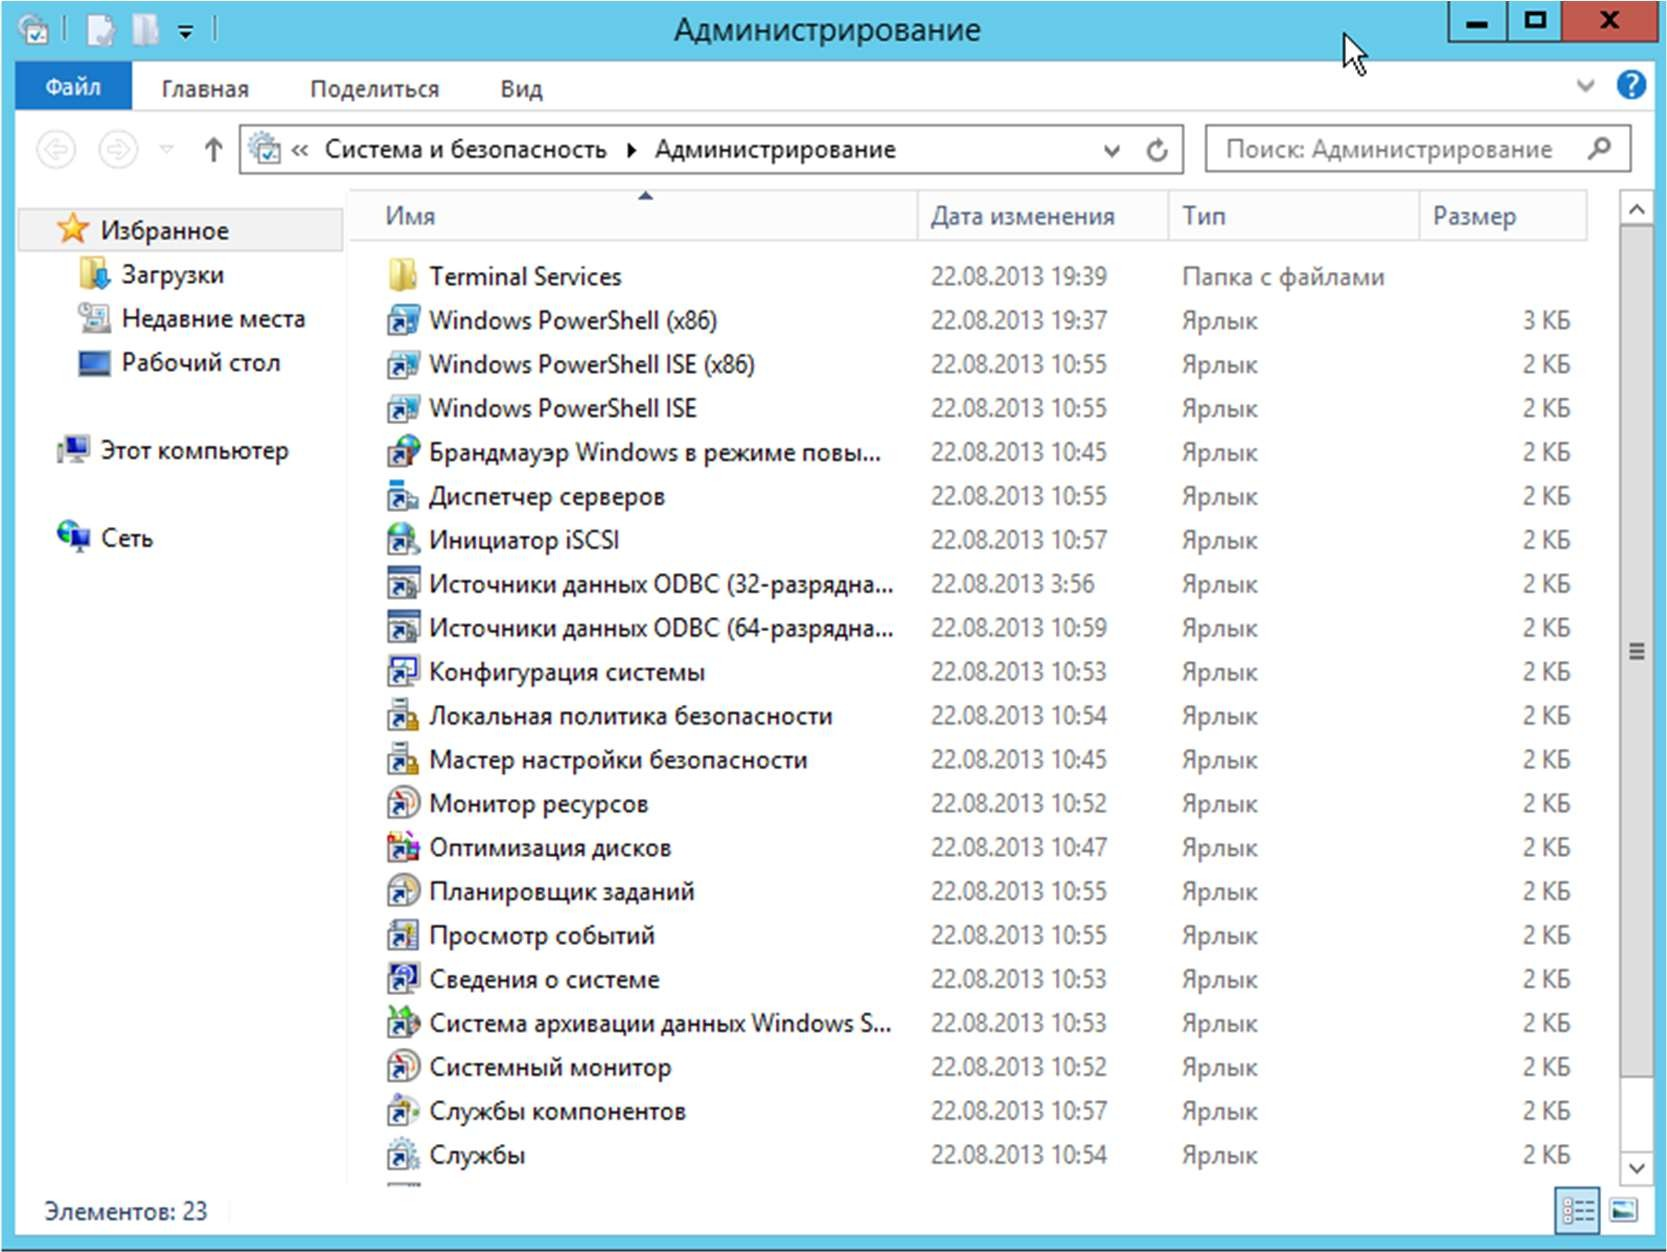 Администрирование
Файл Главная Поделиться Вид
« Система и безопасность Администрирование Поиск: Администрирование
Избранное
Загрузки
Недавние места
Рабочий стол
Этот компьютер
Сеть
Имя Дата изменения Тип Размер
Terminal Services 22.08.2013 19:39 Папка с файлами
Windows PowerShell (x86) 22.08.2013 19:37 Ярлык 3 КБ
Windows PowerShell ISE (x86) 22.08.2013 10:55 Ярлык 2 КБ
Windows PowerShell ISE 22.08.2013 10:55 Ярлык 2 КБ
Брандмауэр Windows в режиме повы... 22.08.2013 10:45 Ярлык 2 КБ
Диспетчер серверов 22.08.2013 10:55 Ярлык 2 КБ
Инициатор iSCSI 22.08.2013 10:57 Ярлык 2 КБ
Источники данных ODBC (32-разрядна... 22.08.2013 3:56 Ярлык 2 КБ
Источники данных ODBC (64-разрядна... 22.08.2013 10:59 Ярлык 2 КБ
Конфигурация системы 22.08.2013 10:53 Ярлык 2 КБ
Локальная политика безопасности 22.08.2013 10:54 Ярлык 2 КБ
Мастер настройки безопасности 22.08.2013 10:45 Ярлык 2 КБ
Монитор ресурсов 22.08.2013 10:52 Ярлык 2 КБ
Оптимизация дисков 22.08.2013 10:47 Ярлык 2 КБ
Планировщик заданий 22.08.2013 10:55 Ярлык 2 КБ
Просмотр событий 22.08.2013 10:55 Ярлык 2 КБ
Сведения о системе 22.08.2013 10:53 Ярлык 2 КБ
Система архивации данных Windows S... 22.08.2013 10:53 Ярлык 2 КБ
Системный монитор 22.08.2013 10:52 Ярлык 2 КБ
Службы компонентов 22.08.2013 10:57 Ярлык 2 КБ
Службы 22.08.2013 10:54 Ярлык 2 КБ
Элементов: 23